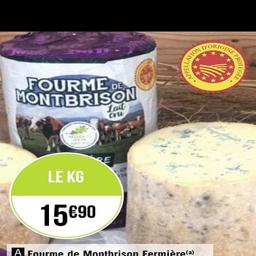 APPELLATION D'ORIGINE PROTÉGÉE
FOURME DE
MONTBRISON
Lait
cru
LE KG
15€90
A Fourme de Montbrison Fermière(a)